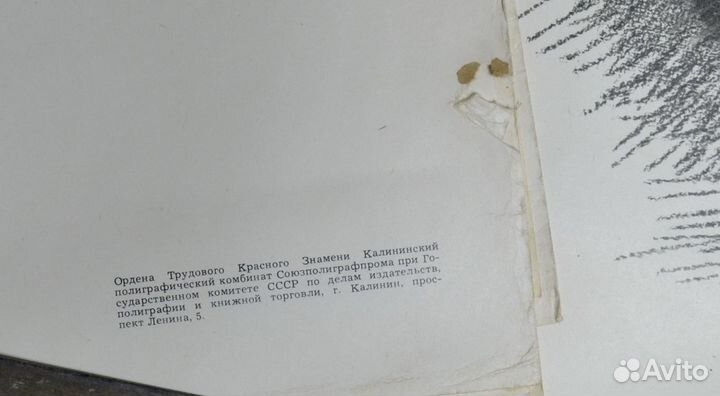 Ордена Трудового Красного Знамени Калининский
полиграфический комбинат Союзполиграфпрома при Го-
сударственном комитете СССР по делам издательств,
полиграфии и книжной торговли, г. Калинин, прос-
пект Ленина, 5.
Avito